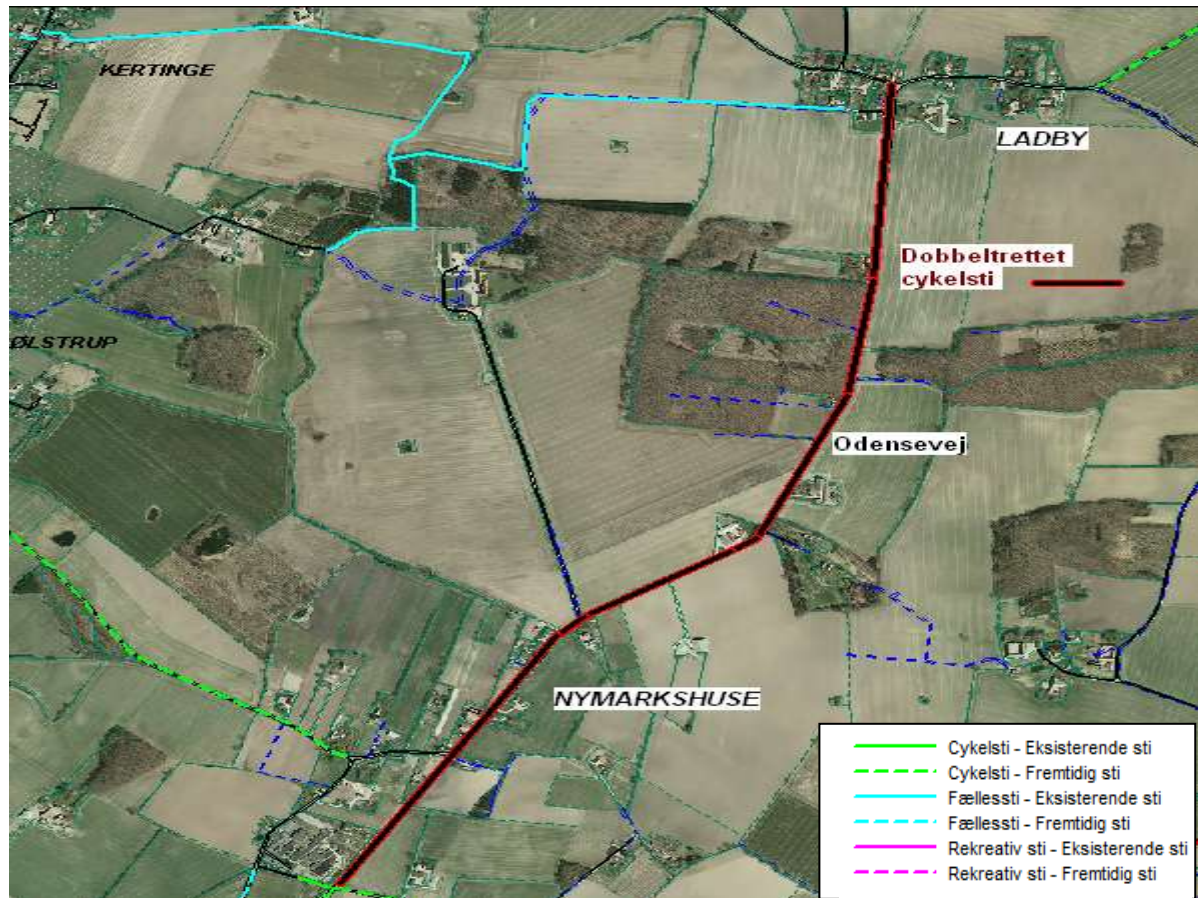 KERTINGE
LADBY
Dobbeltrettet
cykelsti
ØLSTRUP
Odensevej
NYMARKSHUSE
Cykelsti - Eksisterende sti
Cykelsti - Fremtidig sti
Fællessti - Eksisterende sti
Fællessti - Fremtidig sti
Rekreativ sti - Eksisterende sti
Rekreativ sti - Fremtidig sti